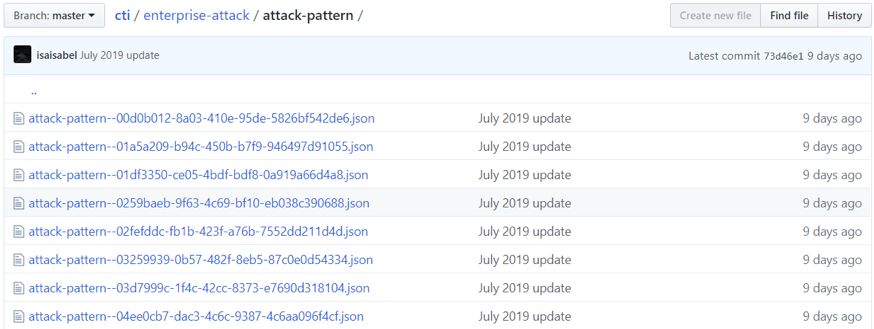 Branch: master cti / enterprise-attack / attack-pattern / Create new file Find file History
isaisabel July 2019 update Latest commit 73d46e1 9 days ago
..
attack-pattern--00d0b012-8a03-410e-95de-5826bf542de6.json July 2019 update 9 days ago
attack-pattern--01a5a209-b94c-450b-b7f9-946497d91055.json July 2019 update 9 days ago
attack-pattern--01df3350-ce05-4bdf-bdf8-0a919a66d4a8.json July 2019 update 9 days ago
attack-pattern--0259baeb-9f63-4c69-bf10-eb038c390688.json July 2019 update 9 days ago
attack-pattern--02fefddc-fb1b-423f-a76b-7552dd211d4d.json July 2019 update 9 days ago
attack-pattern--03259939-0b57-482f-8eb5-87c0e0d54334.json July 2019 update 9 days ago
attack-pattern--03d7999c-1f4c-42cc-8373-e7690d318104.json July 2019 update 9 days ago
attack-pattern--04ee0cb7-dac3-4c6c-9387-4c6aa096f4cf.json July 2019 update 9 days ago